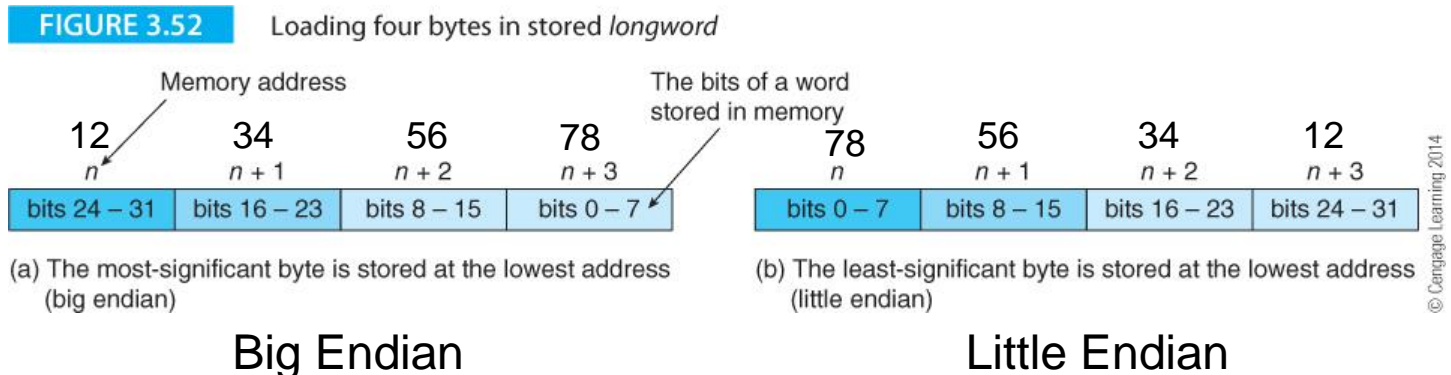 FIGURE 3.52 Loading four bytes in stored longword
Memory address
The bits of a word
stored in memory
12 34 56 78
n n + 1 n + 2 n + 3
bits 24 – 31 bits 16 – 23 bits 8 – 15 bits 0 – 7
(a) The most-significant byte is stored at the lowest address
(big endian)
Big Endian
78 56 34 12
n n + 1 n + 2 n + 3
bits 0 – 7 bits 8 – 15 bits 16 – 23 bits 24 – 31
(b) The least-significant byte is stored at the lowest address
(little endian)
Little Endian
© Cengage Learning 2014